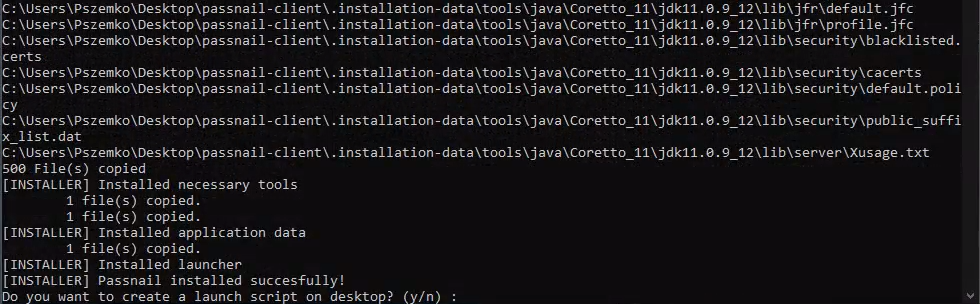 C:\Users\Pszemko\Desktop\passnail-client\.installation-data\tools\java\Coretto_11\jdk11.0.9_12\lib\jfr\default.jfc
C:\Users\Pszemko\Desktop\passnail-client\.installation-data\tools\java\Coretto_11\jdk11.0.9_12\lib\jfr\profile.jfc
C:\Users\Pszemko\Desktop\passnail-client\.installation-data\tools\java\Coretto_11\jdk11.0.9_12\lib\security\blacklisted.
certs
C:\Users\Pszemko\Desktop\passnail-client\.installation-data\tools\java\Coretto_11\jdk11.0.9_12\lib\security\cacerts
C:\Users\Pszemko\Desktop\passnail-client\.installation-data\tools\java\Coretto_11\jdk11.0.9_12\lib\security\default.poli
cy
C:\Users\Pszemko\Desktop\passnail-client\.installation-data\tools\java\Coretto_11\jdk11.0.9_12\lib\security\public_suffi
x_list.dat
C:\Users\Pszemko\Desktop\passnail-client\.installation-data\tools\java\Coretto_11\jdk11.0.9_12\lib\server\Xusage.txt
500 File(s) copied
[INSTALLER] Installed necessary tools
        1 file(s) copied.
        1 file(s) copied.
[INSTALLER] Installed application data
        1 file(s) copied.
[INSTALLER] Installed launcher
[INSTALLER] Passnail installed succesfully!
Do you want to create a launch script on desktop? (y/n) :